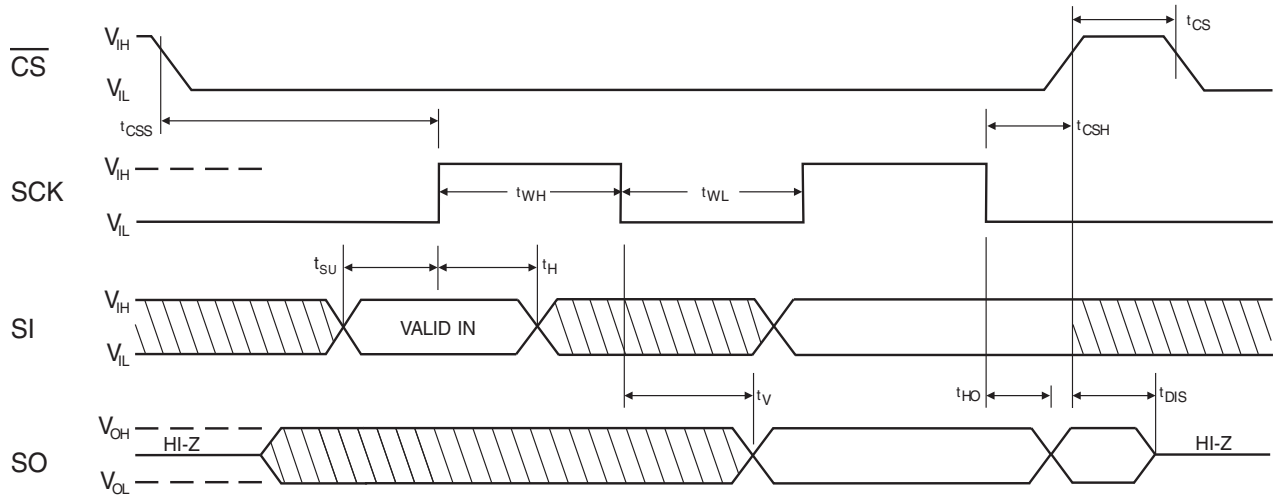 V_IH
t_CS
CS
V_IL
t_CSS
t_CSH
V_IH
SCK
t_WH
t_WL
V_IL
t_SU
t_H
V_IH
SI
VALID IN
V_IL
t_V
t_HO
t_DIS
V_OH
HI-Z
HI-Z
SO
V_OL